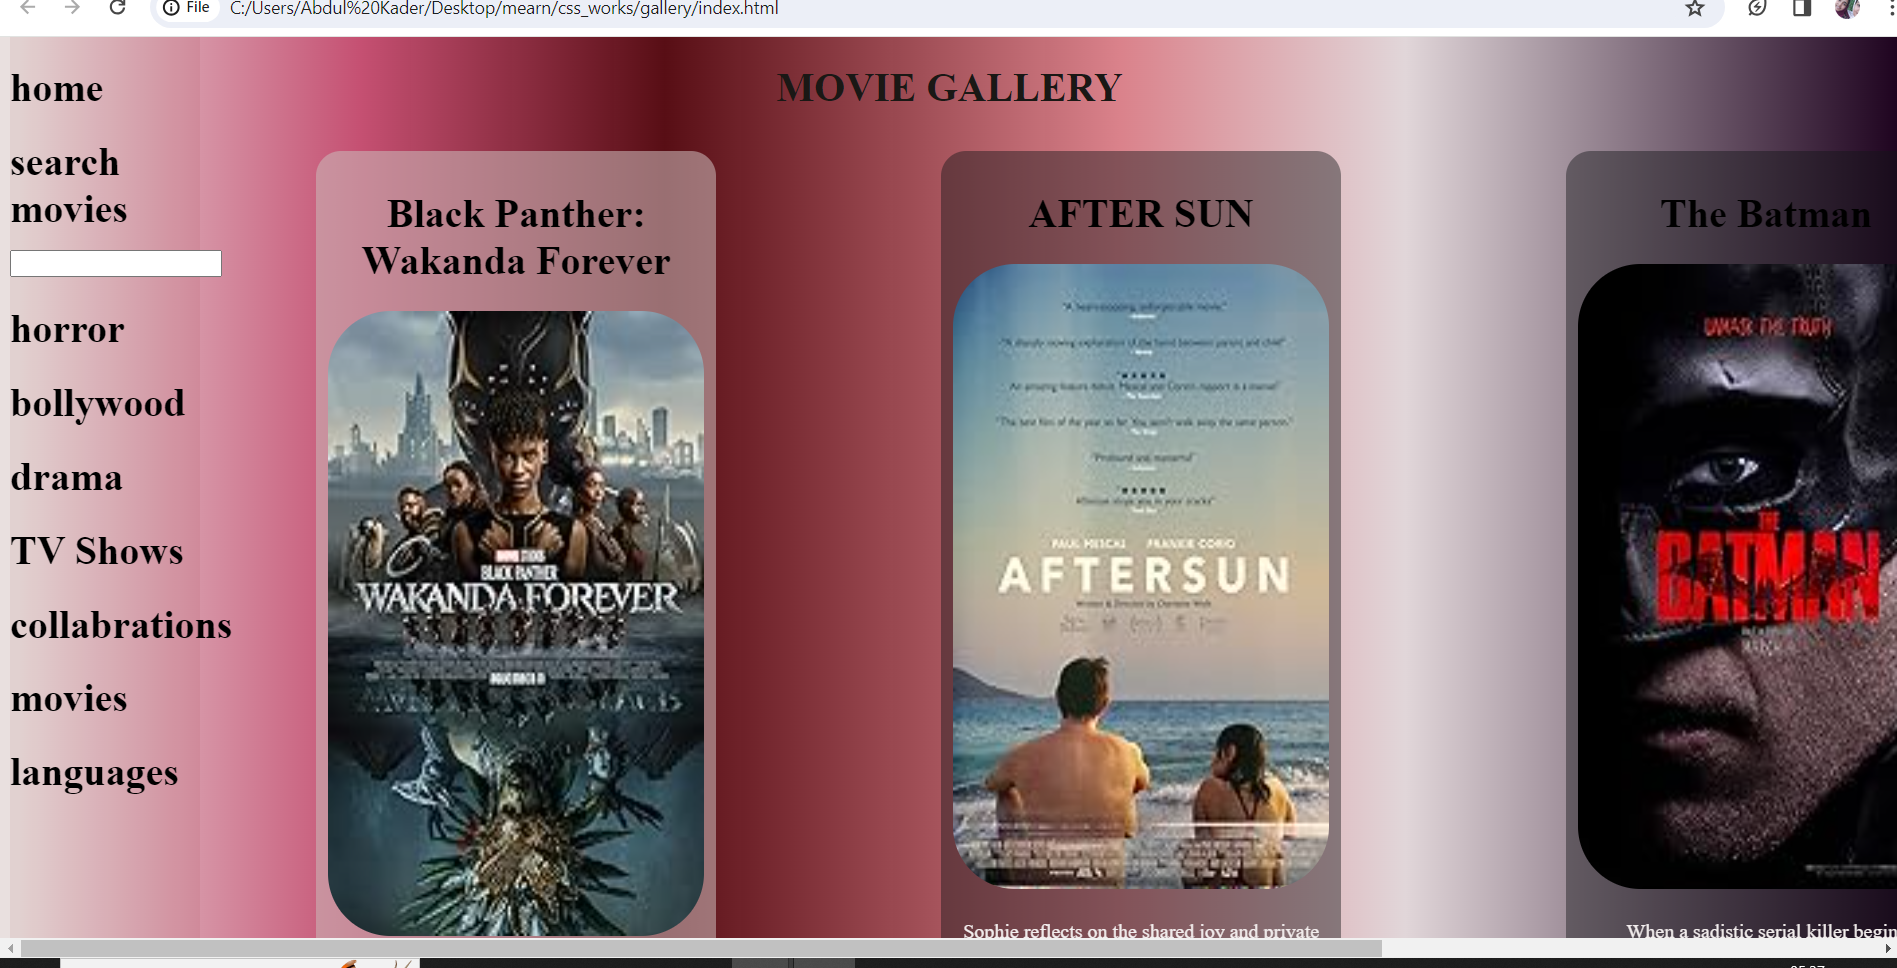 File
C:/Users/Abdul%20Kader/Desktop/mearn/css_works/gallery/index.html
MOVIE GALLERY
home
search
movies
horror
bollywood
drama
TV Shows
collabrations
movies
languages
Black Panther:
Wakanda Forever
BLACK PANTHER
WAKANDA FOREVER
AFTER SUN
PAUL MESCAL FRANKIE CORIO
AFTERSUN
Sophie reflects on the shared joy and private
The Batman
UNMASK THE TRUTH
THE
BATMAN
When a sadistic serial killer begin